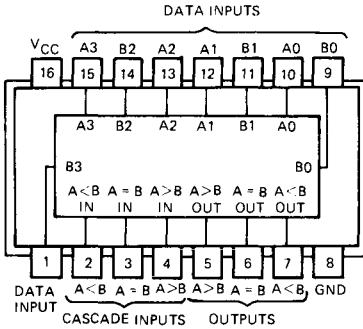 DATA INPUTS
VCC A3 B2 A2 A1 B1 A0 B0
16 15 14 13 12 11 10 9
A3 B2 A2 A1 B1 A0
B3 B0
A<B A=B A>B A>B A=B A<B
IN IN IN OUT OUT OUT
1 2 3 4 5 6 7 8
DATA A<B A=B A>B A>B A=B A<B GND
INPUT CASCADE INPUTS OUTPUTS